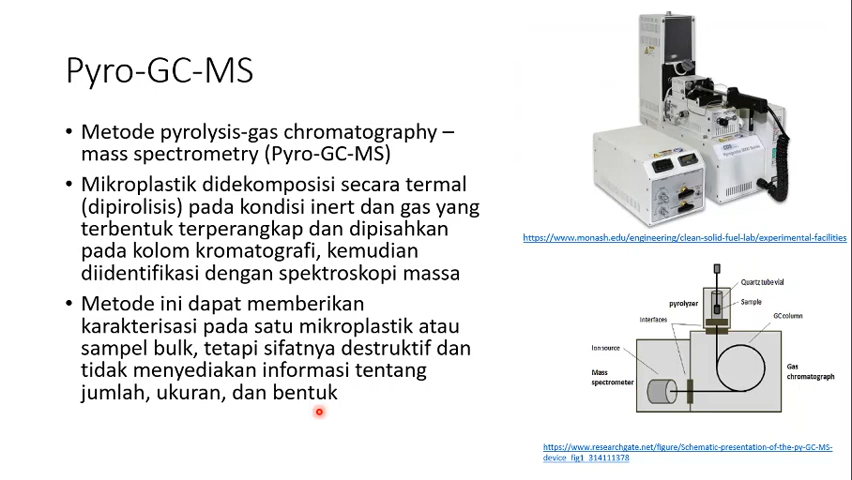 Pyro-GC-MS
• Metode pyrolysis-gas chromatography –
mass spectrometry (Pyro-GC-MS)
• Mikroplastik didekomposisi secara termal
(dipirolisis) pada kondisi inert dan gas yang
terbentuk terperangkap dan dipisahkan
pada kolom kromatografi, kemudian
diidentifikasi dengan spektroskopi massa
• Metode ini dapat memberikan
karakterisasi pada satu mikroplastik atau
sampel bulk, tetapi sifatnya destruktif dan
tidak menyediakan informasi tentang
jumlah, ukuran, dan bentuk
https://www.monash.edu/engineering/clean-solid-fuel-lab/experimental-facilities
Quartz tube vial
pyrolyzer
Sample
Interfaces
GC column
Ion source
Mass
spectrometer
Gas
chromatograph
https://www.researchgate.net/figure/Schematic-presentation-of-the-py-GC-MS-
device_fig1_314111378